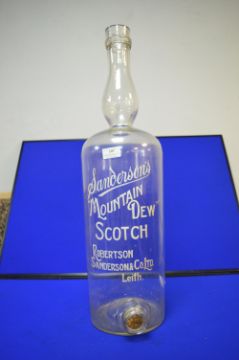 Sanderson's
MOUNTAIN
DEW
SCOTCH
ROBERTSON
SANDERSON & Co. LTD
Leith.